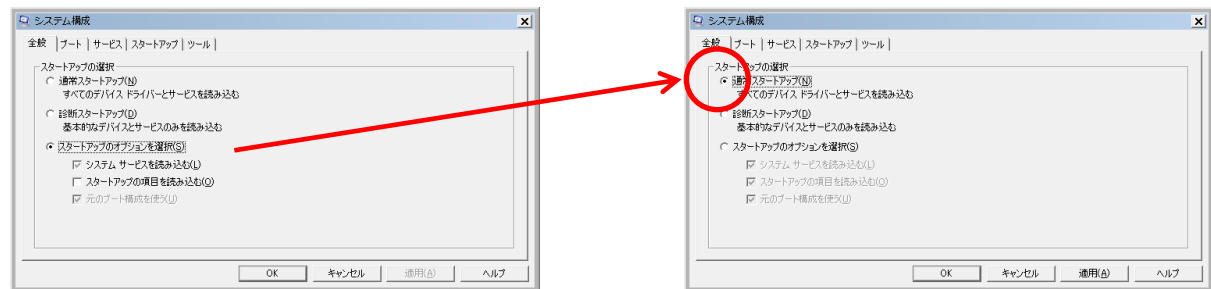 システム構成
全般 ブート サービス スタートアップ ツール
スタートアップの選択
通常スタートアップ(N)
すべてのデバイス ドライバーとサービスを読み込む
診断スタートアップ(D)
基本的なデバイスとサービスのみを読み込む
スタートアップのオプションを選択(S)
システム サービスを読み込む(L)
スタートアップの項目を読み込む(O)
元のブート構成を使う(U)
OK キャンセル 適用(A) ヘルプ
システム構成
全般 ブート サービス スタートアップ ツール
スタートアップの選択
通常スタートアップ(N)
すべてのデバイス ドライバーとサービスを読み込む
診断スタートアップ(D)
基本的なデバイスとサービスのみを読み込む
スタートアップのオプションを選択(S)
システム サービスを読み込む(L)
スタートアップの項目を読み込む(O)
元のブート構成を使う(U)
OK キャンセル 適用(A) ヘルプ